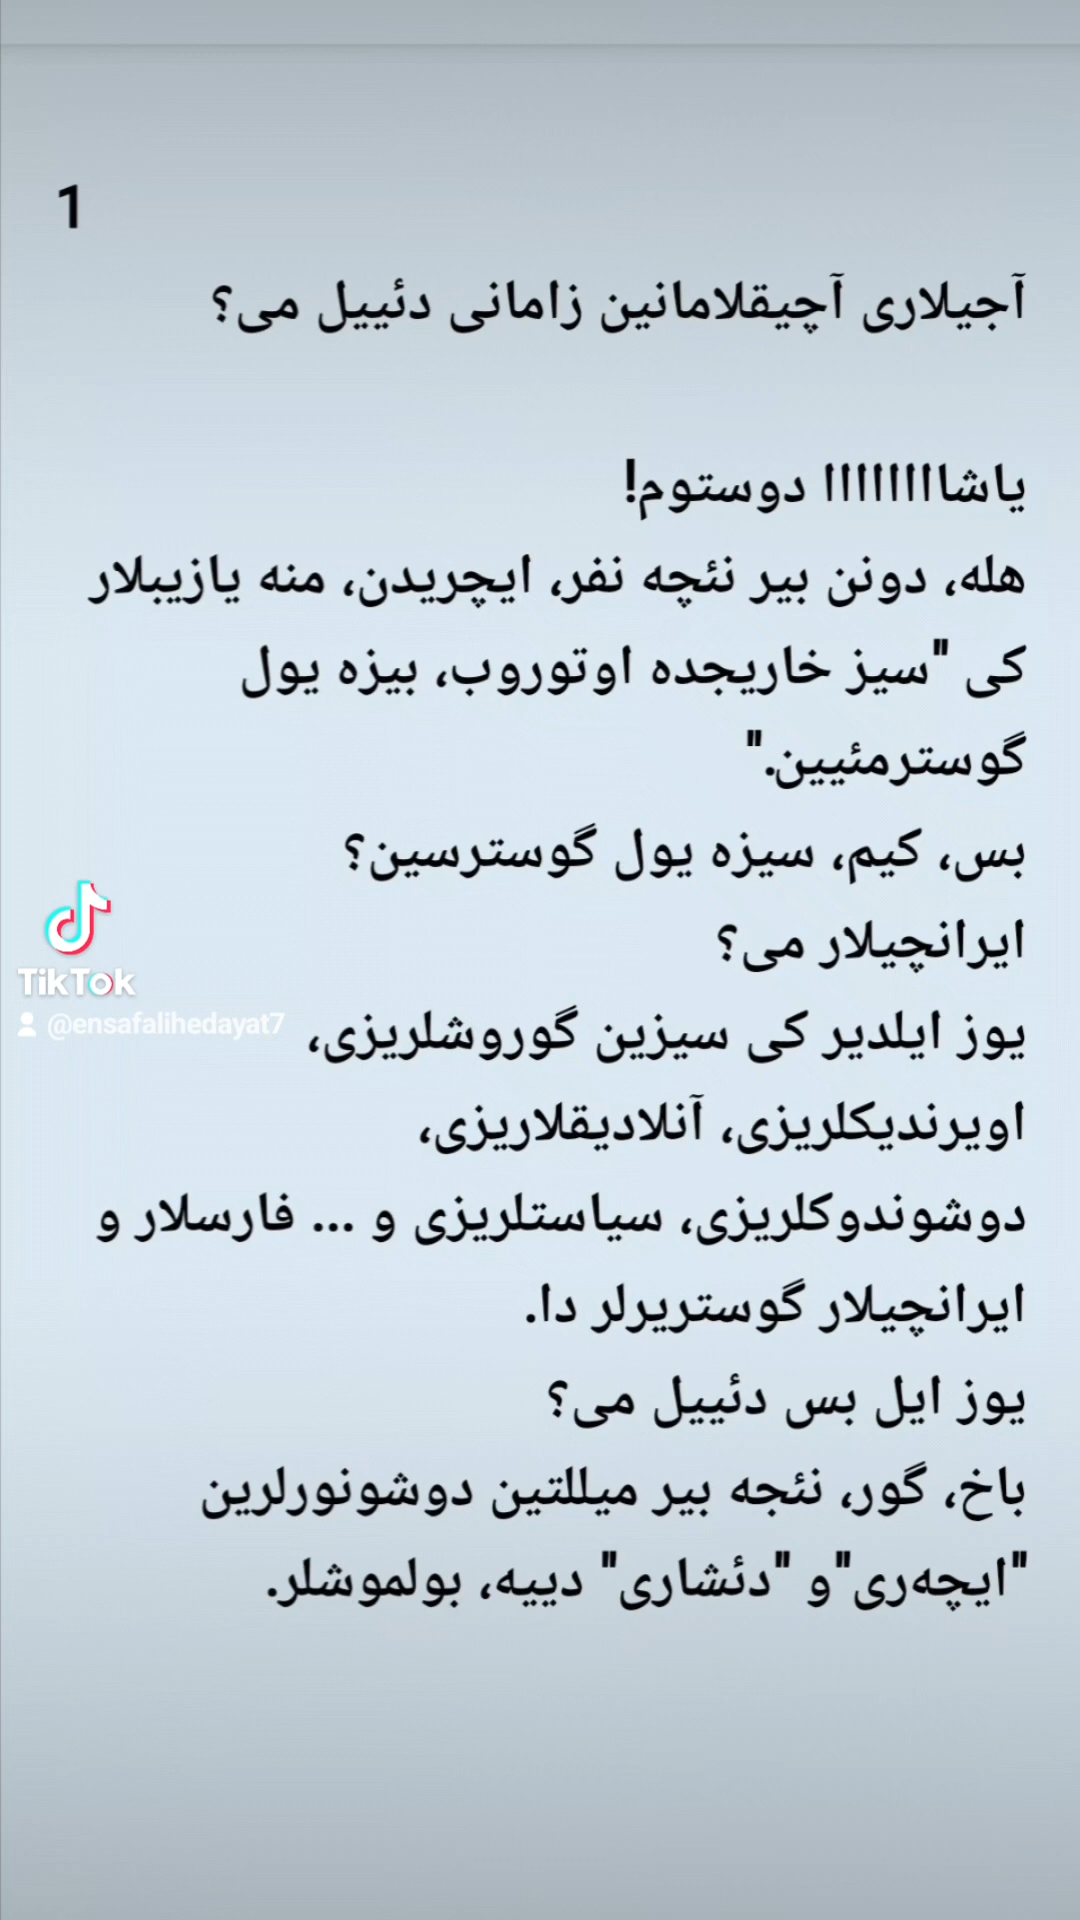 1
آجیلاری آچیقلامانین زامانی دئییل می؟
یاشااااااااا دوستوم!
هله، دونن بیر نئچه نفر، ایچریدن، منه یازیبلار
کی "سیز خاریجده اوتوروب، بیزه یول
گوسترمئیین."
بس، کیم، سیزه یول گوسترسین؟
ایرانچیلار می؟
یوز ایلدیر کی سیزین گوروشلریزی،
اویرندیکلریزی، آنلادیقلاریزی،
دوشوندوکلریزی، سیاستلریزی و ... فارسلار و
ایرانچیلار گوستریرلر دا.
یوز ایل بس دئییل می؟
باخ، گور، نئجه بیر میللتین دوشونورلرین
"ایچه‌ری"و "دئشاری" دییه، بولموشلر.
TikTok
@ensafalihedayat7